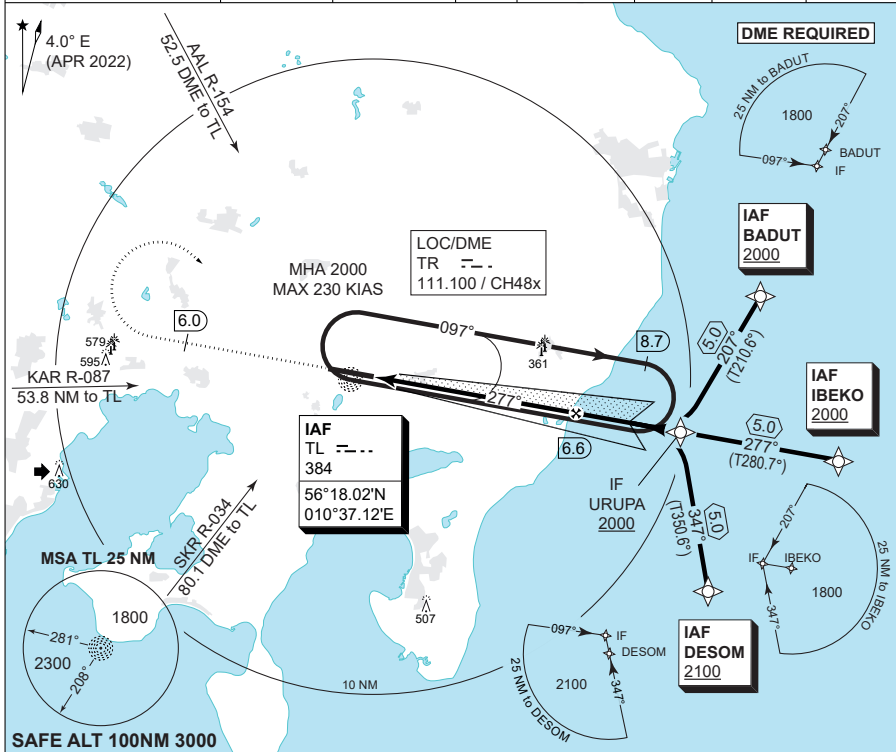 4.0° E
(APR 2022)
AAL R-154
52.5 DME to TL
DME REQUIRED
25 NM to BADUT
1800
207°
097°
BADUT
IF
IAF
BADUT
2000
LOC/DME
TR
111.100 / CH48x
MHA 2000
MAX 230 KIAS
6.0
097°
8.7
579
595
361
5.0
207°
(T210.6°)
KAR R-087
53.8 NM to TL
277°
IAF
IBEKO
2000
5.0
277°
(T280.7°)
IAF
TL
384
56°18.02'N
010°37.12'E
6.6
IF
URUPA
2000
5.0
347°
(T350.6°)
630
SKR R-034
80.1 DME to TL
207°
IF
IBEKO
1800
347°
25 NM to IBEKO
MSA TL 25 NM
1800
281°
2300
208°
507
10 NM
097°
IF
DESOM
2100
347°
25 NM to DESOM
IAF
DESOM
2100
SAFE ALT 100NM 3000